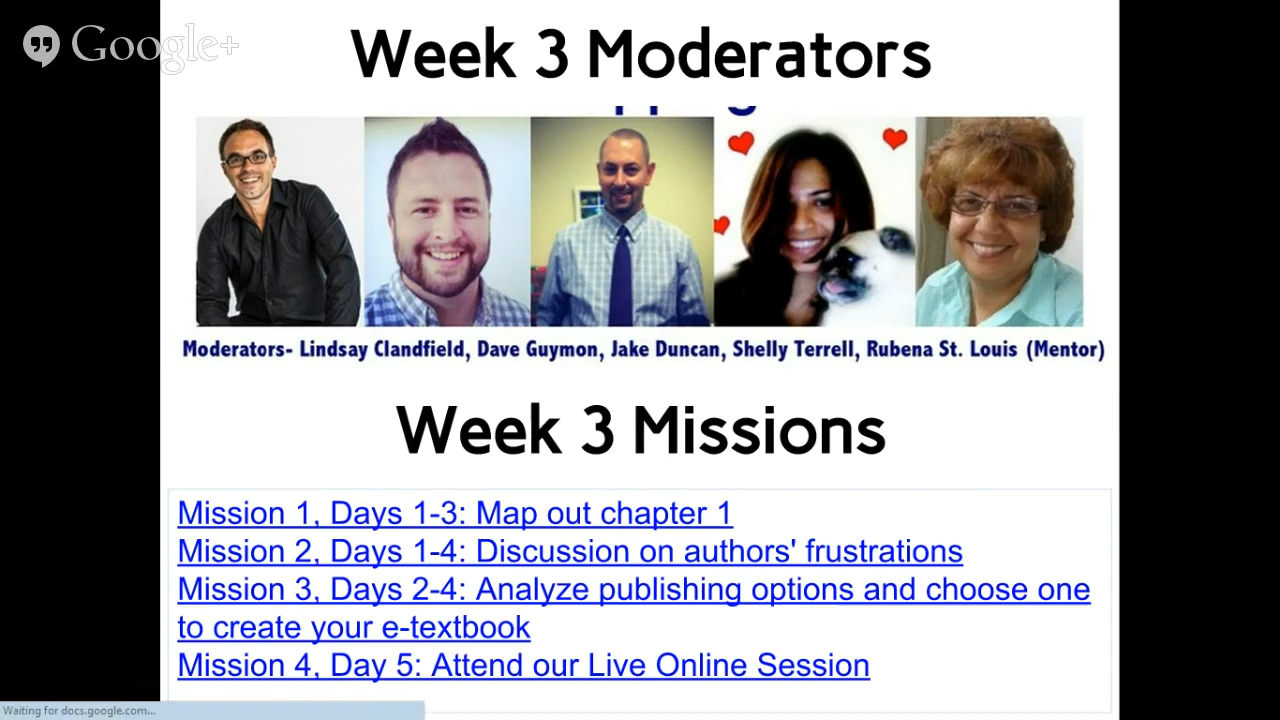 Google+
Week 3 Moderators
Moderators- Lindsay Clandfield, Dave Guymon, Jake Duncan, Shelly Terrell, Rubena St. Louis (Mentor)
Week 3 Missions
Mission 1, Days 1-3: Map out chapter 1
Mission 2, Days 1-4: Discussion on authors' frustrations
Mission 3, Days 2-4: Analyze publishing options and choose one
to create your e-textbook
Mission 4, Day 5: Attend our Live Online Session
Waiting for docs.google.com...